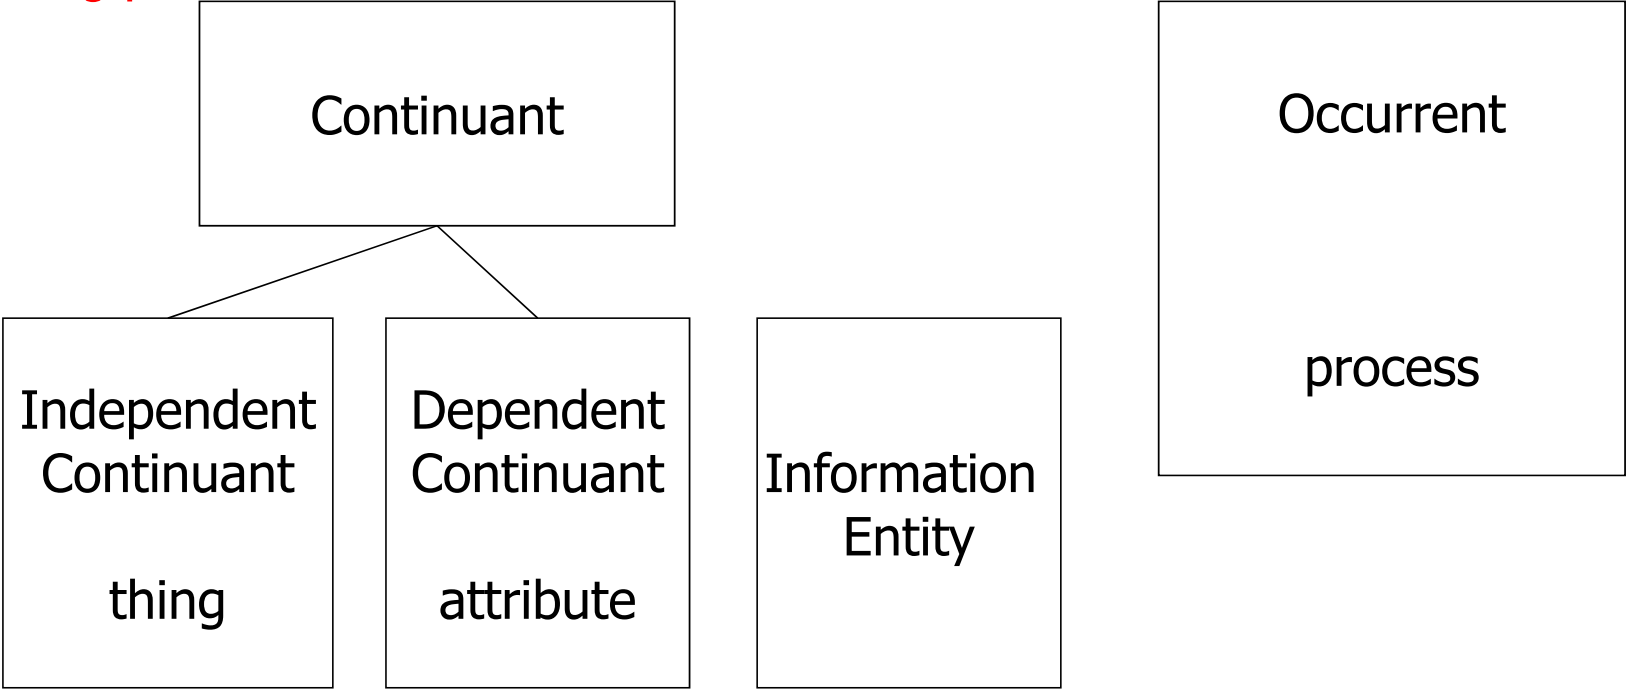 Continuant
Occurrent
process
Independent
Continuant
thing
Dependent
Continuant
attribute
Information
Entity